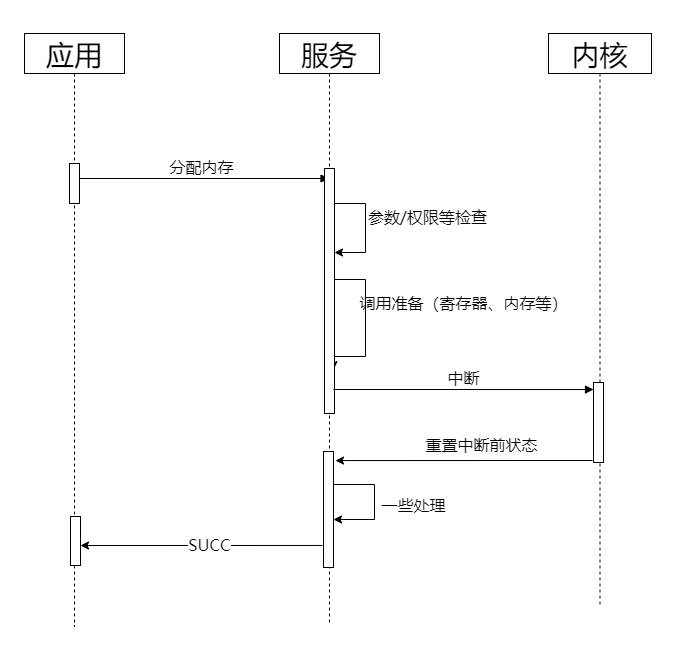 应用
服务
内核
分配内存
参数/权限等检查
调用准备（寄存器、内存等）
中断
重置中断前状态
一些处理
SUCC